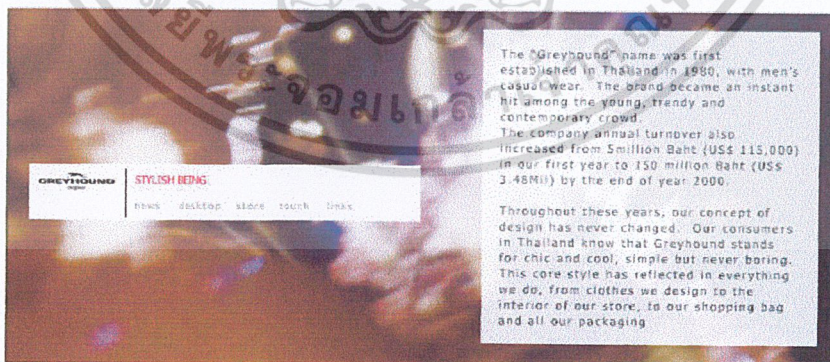 GREYHOUND
STYLISH BEING
news desktop store touch links
The "Greyhound" name was first
established in Thailand in 1980, with men's
casual wear. The brand became an instant
hit among the young, trendy and
contemporary crowd.
The company annual turnover also
increased from 5million Baht (US$ 115,000)
in our first year to 150 million Baht (US$
3.48Mil) by the end of year 2000.
Throughout these years, our concept of
design has never changed. Our consumers
in Thailand know that Greyhound stands
for chic and cool, simple but never boring.
This core style has reflected in everything
we do, from clothes we design to the
interior of our store, to our shopping bag
and all our packaging